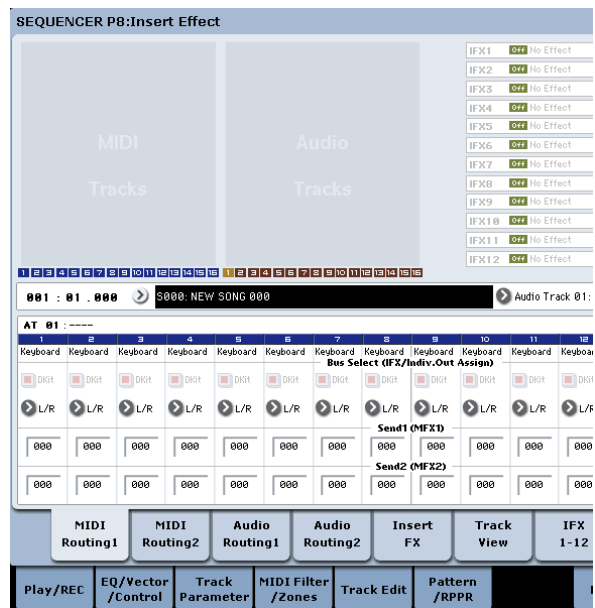 SEQUENCER P8:Insert Effect
MIDI Tracks
Audio Tracks
IFX1 Off No Effect
IFX2 Off No Effect
IFX3 Off No Effect
IFX4 Off No Effect
IFX5 Off No Effect
IFX6 Off No Effect
IFX7 Off No Effect
IFX8 Off No Effect
IFX9 Off No Effect
IFX10 Off No Effect
IFX11 Off No Effect
IFX12 Off No Effect
1 2 3 4 5 6 7 8 9 10 11 12 13 14 15 16 1 2 3 4 5 6 7 8 9 10 11 12 13 14 15 16
001 : 01 . 000 S000: NEW SONG 000 Audio Track 01:
AT 01 :----
1 2 3 4 5 6 7 8 9 10 11 12
Keyboard Keyboard Keyboard Keyboard Keyboard Keyboard Keyboard Keyboard Keyboard Keyboard Keyboard Keyboa
Bus Select (IFX/Indiv.Out Assign)
DKit DKit DKit DKit DKit DKit DKit DKit DKit DKit DKit DKit
L/R L/R L/R L/R L/R L/R L/R L/R L/R L/R L/R L/R
Send1 (MFX1)
000 000 000 000 000 000 000 000 000 000 000 000
Send2 (MFX2)
000 000 000 000 000 000 000 000 000 000 000 000
MIDI Routing1 MIDI Routing2 Audio Routing1 Audio Routing2 Insert FX Track View IFX 1-12
Play/REC EQ/Vector /Control Track Parameter MIDI Filter /Zones Track Edit Pattern /RPPR